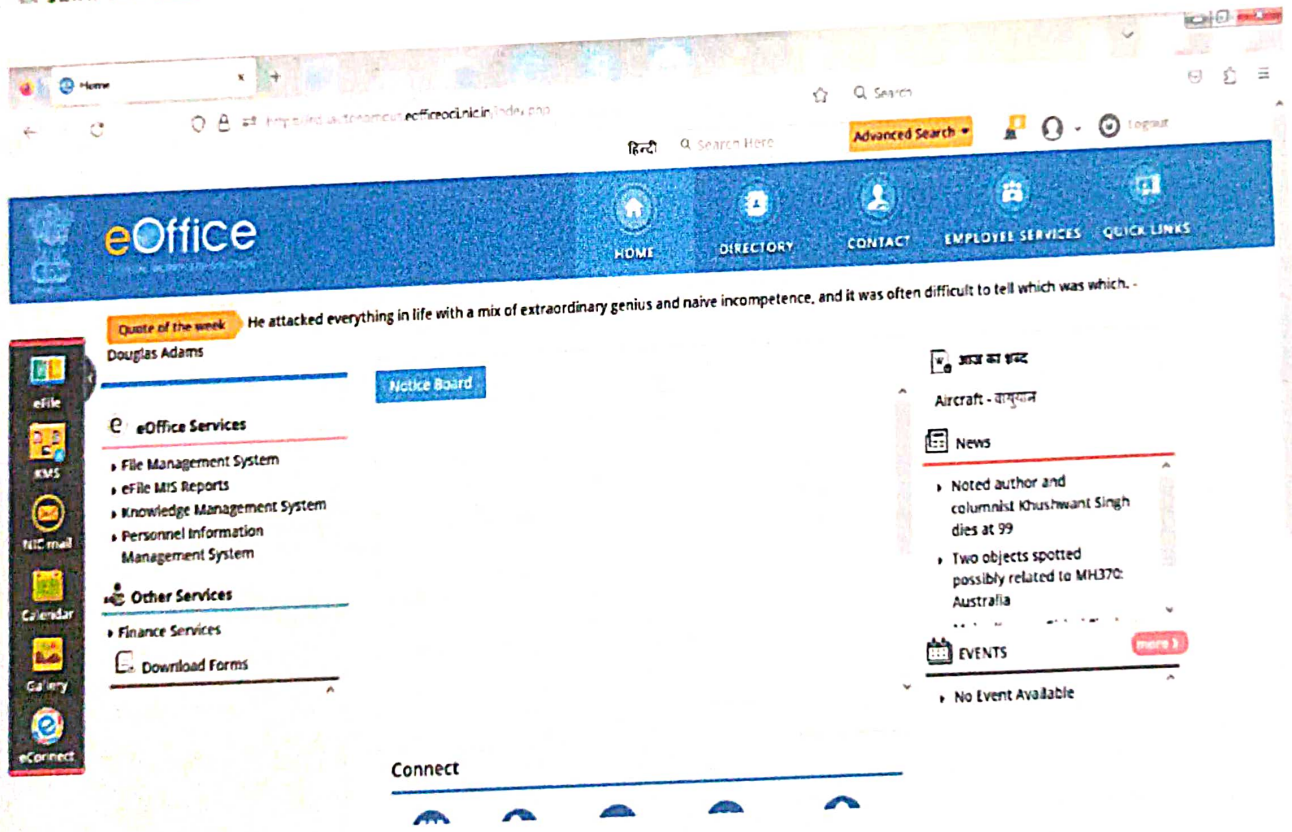 Home
eofficeoci.nic.in/index.php
Search
हिन्दी
Search Here
Advanced Search
Logout
eOffice
HOME
DIRECTORY
CONTACT
EMPLOYEE SERVICES
QUICK LINKS
Quote of the week He attacked everything in life with a mix of extraordinary genius and naive incompetence, and it was often difficult to tell which was which. -
Douglas Adams
eFile
KMS
NIC mail
Calendar
Gallery
eConnect
eOffice Services
File Management System
eFile MIS Reports
Knowledge Management System
Personnel Information
Management System
Other Services
Finance Services
Download Forms
Notice Board
Connect
आज का शब्द
Aircraft - वायुयान
News
Noted author and
columnist Khushwant Singh
dies at 99
Two objects spotted
possibly related to MH370:
Australia
EVENTS
more
No Event Available